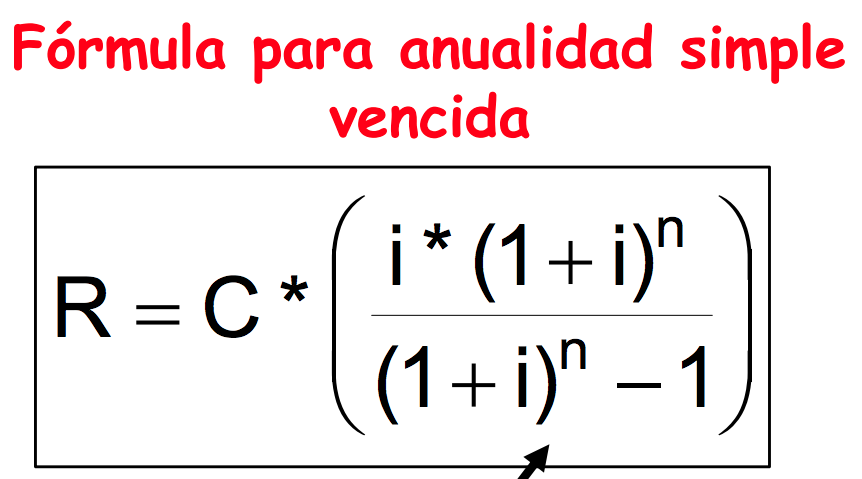 Fórmula para anualidad simple
vencida
R = C * ( i * (1 + i)^n / (1 + i)^n − 1 )